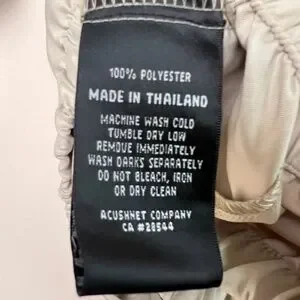 100% POLYESTER
MADE IN THAILAND
MACHINE WASH COLD
TUMBLE DRY LOW
REMOVE IMMEDIATELY
WASH DARKS SEPARATELY
DO NOT BLEACH, IRON
OR DRY CLEAN
ACUSHNET COMPANY
CA #28544